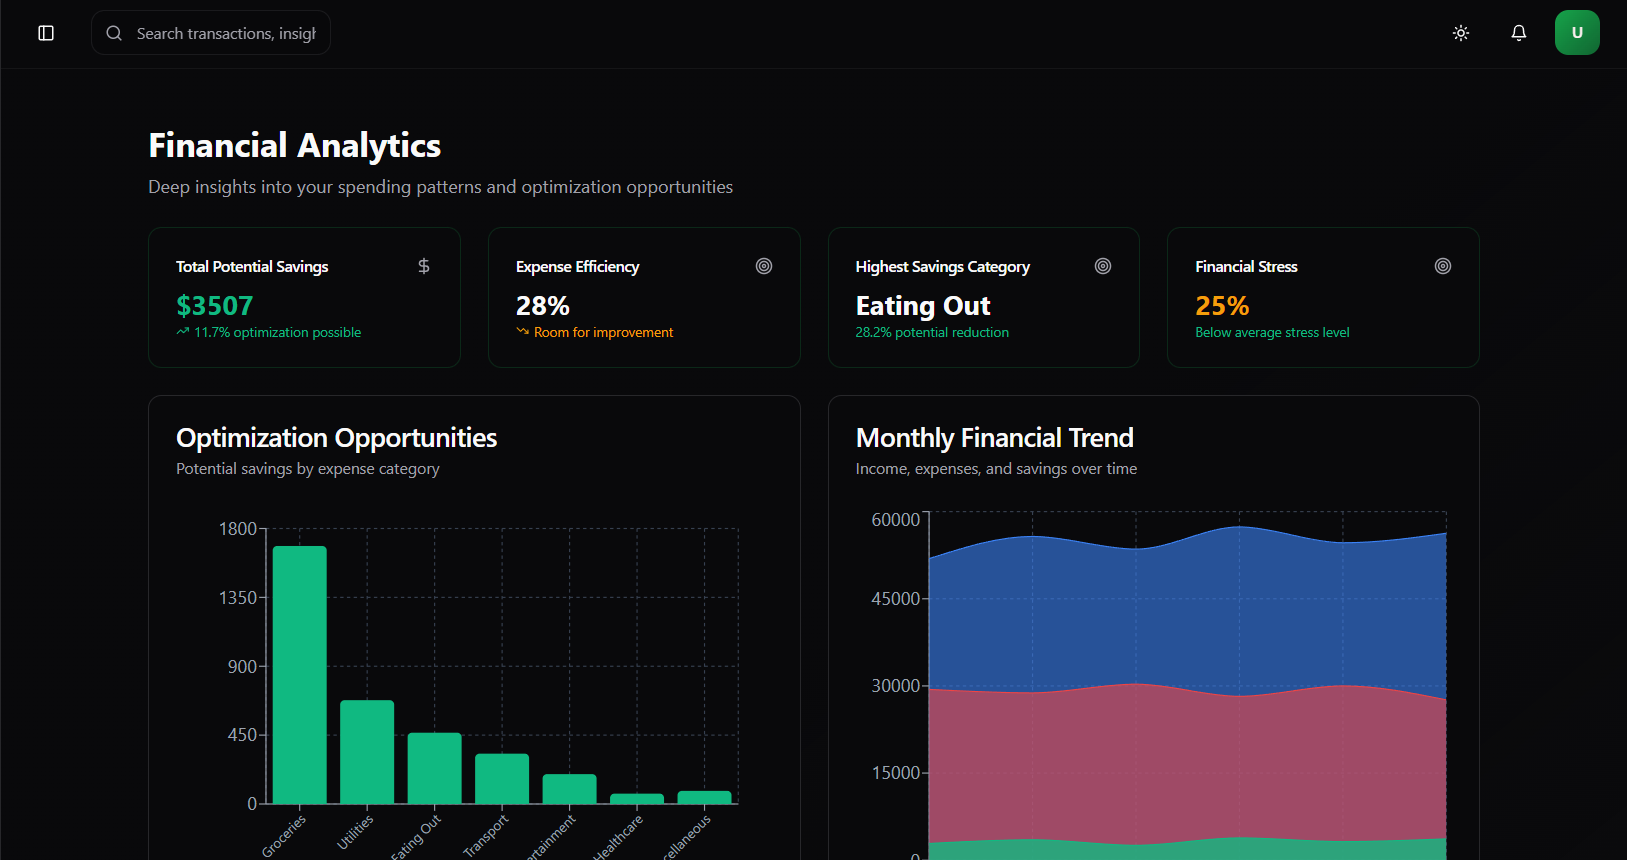 Search transactions, insigh
U
Financial Analytics
Deep insights into your spending patterns and optimization opportunities
Total Potential Savings
$3507
11.7% optimization possible
Expense Efficiency
28%
Room for improvement
Highest Savings Category
Eating Out
28.2% potential reduction
Financial Stress
25%
Below average stress level
Optimization Opportunities
Potential savings by expense category
1800
1350
900
450
0
Groceries
Utilities
Eating Out
Transport
ertainment
Healthcare
cellaneous
Monthly Financial Trend
Income, expenses, and savings over time
60000
45000
30000
15000
0